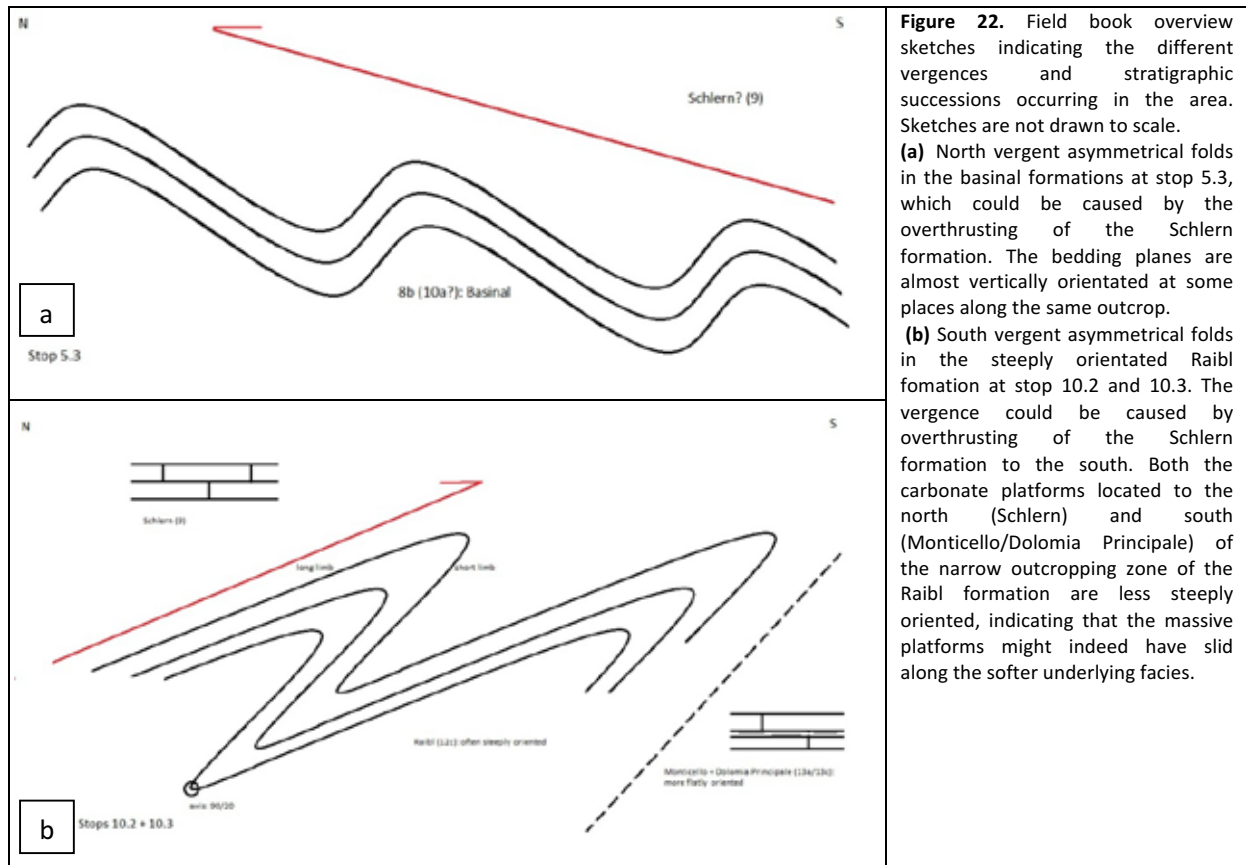 N
S
Schlern? (9)
8b (10a?): Basinal
a
Stop 5.3
N
S
Schlern (9)
long limb
short limb
Raibl (12c): often steeply oriented
Monticello + Dolomia Principale (13a/13c):
more flatly oriented
axis: 90/20
b
Stops 10.2 + 10.3
Figure 22. Field book overview
sketches indicating the different
vergences and stratigraphic
successions occurring in the area.
Sketches are not drawn to scale.
(a) North vergent asymmetrical folds
in the basinal formations at stop 5.3,
which could be caused by the
overthrusting of the Schlern
formation. The bedding planes are
almost vertically orientated at some
places along the same outcrop.
(b) South vergent asymmetrical folds
in the steeply orientated Raibl
fomation at stop 10.2 and 10.3. The
vergence could be caused by
overthrusting of the Schlern
formation to the south. Both the
carbonate platforms located to the
north (Schlern) and south
(Monticello/Dolomia Principale) of
the narrow outcropping zone of the
Raibl formation are less steeply
oriented, indicating that the massive
platforms might indeed have slid
along the softer underlying facies.